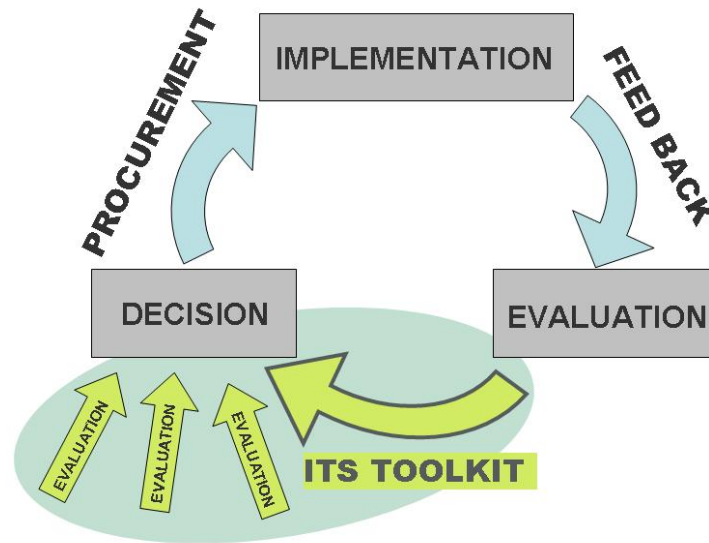 IMPLEMENTATION
PROCUREMENT
FEED BACK
DECISION
EVALUATION
EVALUATION
EVALUATION
EVALUATION
ITS TOOLKIT